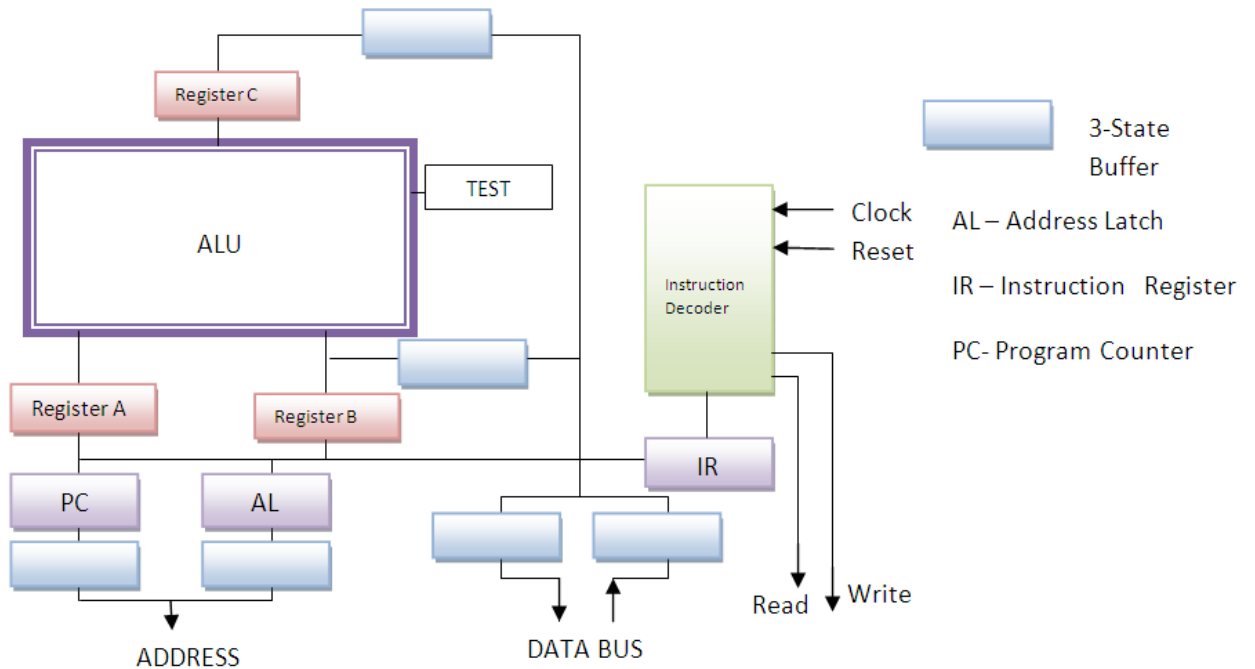 Register C
TEST
ALU
Instruction
Decoder
Clock
Reset
Register A
Register B
IR
PC
AL
Read
Write
ADDRESS
DATA BUS
3-State
Buffer
AL – Address Latch
IR – Instruction Register
PC- Program Counter